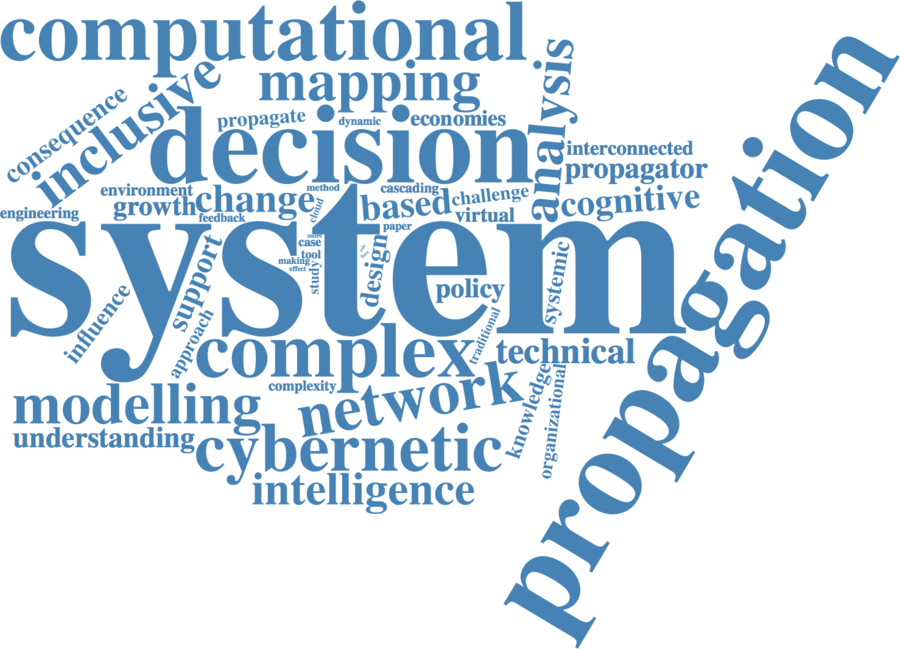 computational
mapping
analysis
propagation
inclusive
consequence
decision
propagate
dynamic
economies
interconnected
propagator
environment
growth
change
method
cascading
based
challenge
cognitive
engineering
feedback
cloud
paper
virtual
system
case
tool
making
effect
study
design
policy
systemic
support
influence
approach
complex
traditional
technical
complexity
modelling
network
knowledge
organizational
understanding
cybernetic
intelligence